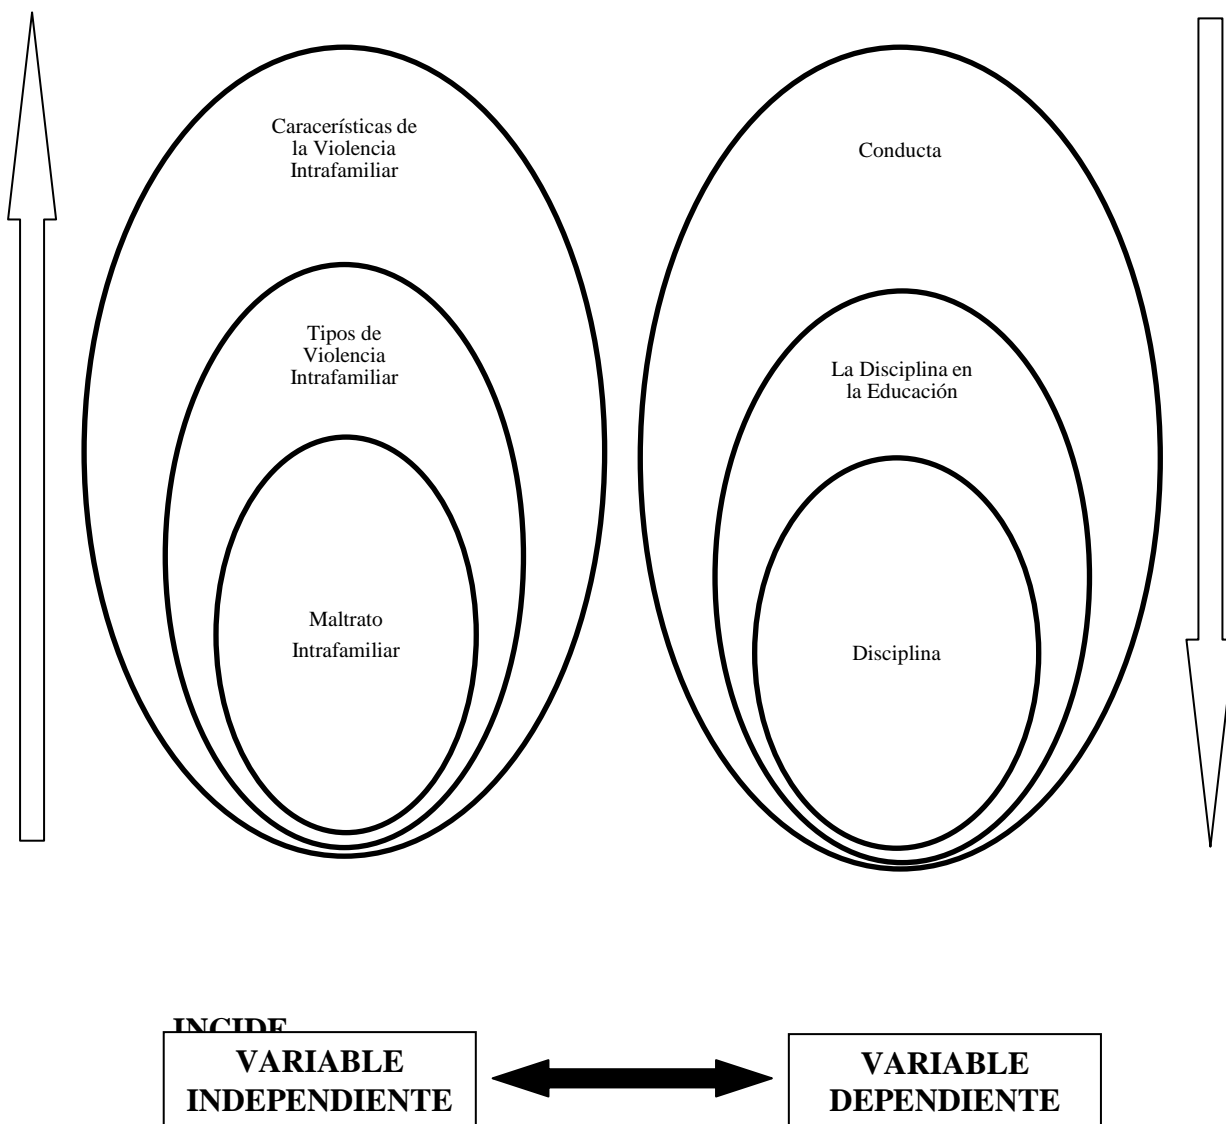 Caracerísticas de
la Violencia
Intrafamiliar
Tipos de
Violencia
Intrafamiliar
Maltrato
Intrafamiliar
Conducta
La Disciplina en
la Educación
Disciplina
INCIDE
VARIABLE
INDEPENDIENTE
VARIABLE
DEPENDIENTE